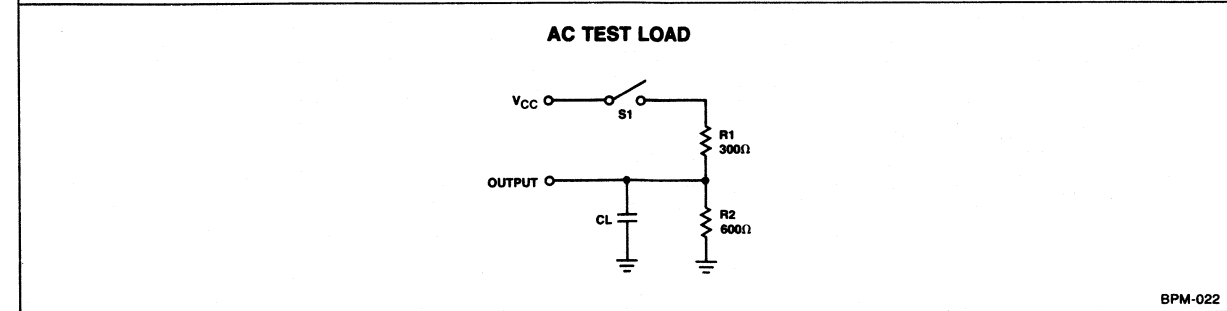 AC TEST LOAD
VCC
S1
R1
300Ω
OUTPUT
CL
R2
600Ω
BPM-022